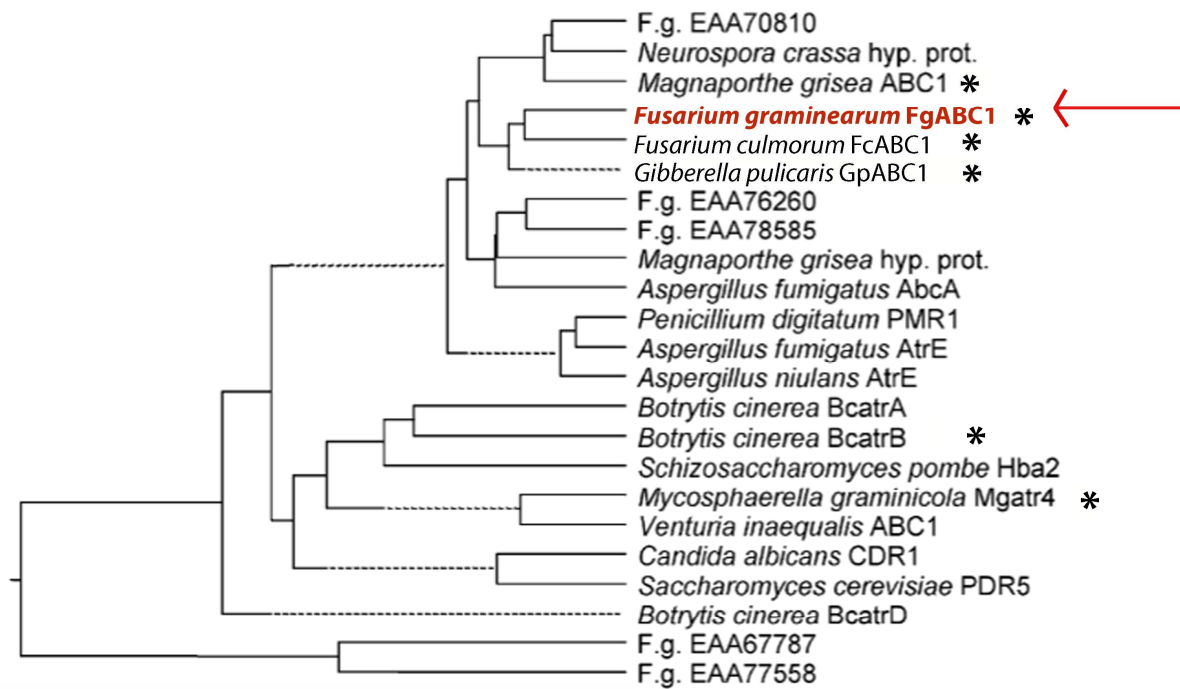 F.g. EAA70810
Neurospora crassa hyp. prot.
Magnaporthe grisea ABC1 *
Fusarium graminearum FgABC1 *
Fusarium culmorum FcABC1 *
Gibberella pulicaris GpABC1 *
F.g. EAA76260
F.g. EAA78585
Magnaporthe grisea hyp. prot.
Aspergillus fumigatus AbcA
Penicillium digitatum PMR1
Aspergillus fumigatus AtrE
Aspergillus niulans AtrE
Botrytis cinerea BcatrA
Botrytis cinerea BcatrB *
Schizosaccharomyces pombe Hba2
Mycosphaerella graminicola Mgatr4 *
Venturia inaequalis ABC1
Candida albicans CDR1
Saccharomyces cerevisiae PDR5
Botrytis cinerea BcatrD
F.g. EAA67787
F.g. EAA77558